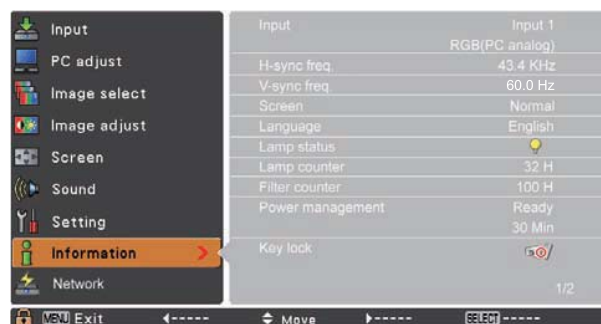 Input
PC adjust
Image select
Image adjust
Screen
Sound
Setting
Information
Network
Input Input 1
RGB(PC analog)
H-sync freq. 43.4 KHz
V-sync freq. 60.0 Hz
Screen Normal
Language English
Lamp status
Lamp counter 32 H
Filter counter 100 H
Power management Ready
30 Min
Key lock
1/2
MENU Exit ◀----- Move ▶----- SELECT -----